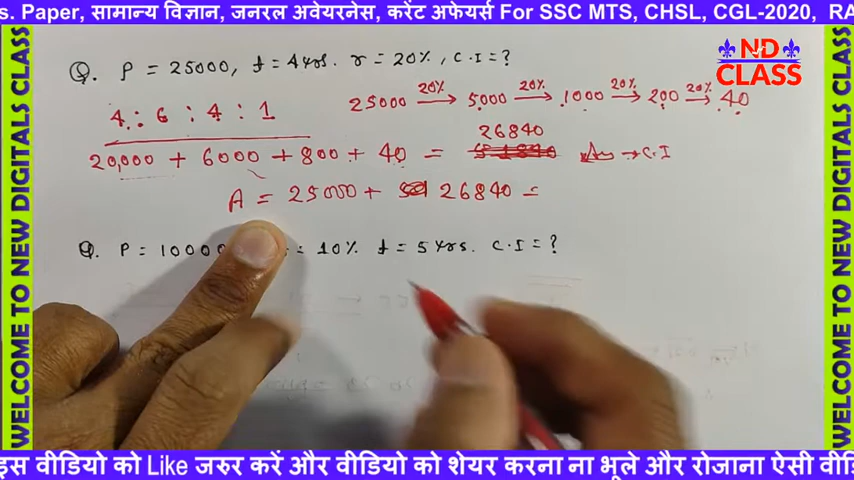 s. Paper, सामान्य विज्ञान, जनरल अवेयरनेस, करेंट अफेयर्स For SSC MTS, CHSL, CGL-2020, RA
ND
CLASS
Q. P = 25000, t = 4 yrs. r = 20%, C.I = ?
4 : 6 : 4 : 1
25000 20%→ 5000 20%→ 1000 20%→ 200 20%→ 40
26840
20,000 + 6000 + 800 + 40 = Ans → C.I
A = 25000 + 26840 =
Q. P = 10000 = 10% t = 5 yrs. C.I = ?
WELCOME TO NEW DIGITALS CLASS
WELCOME TO NEW DIGITALS CLASS
इस वीडियो को Like जरुर करें और वीडियो को शेयर करना ना भूले और रोजाना ऐसी वीडि